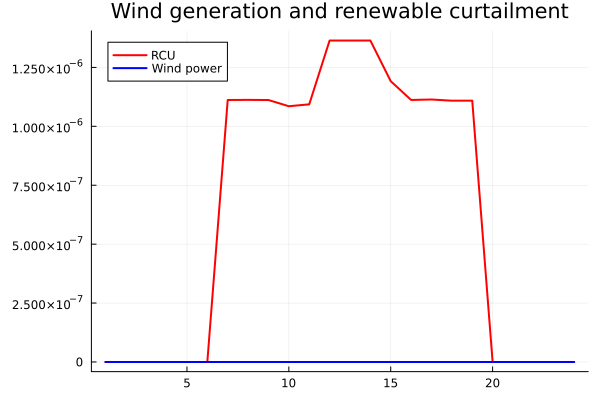 Wind generation and renewable curtailment
RCU
Wind power
1.250×10⁻⁶
1.000×10⁻⁶
7.500×10⁻⁷
5.000×10⁻⁷
2.500×10⁻⁷
0
5 10 15 20